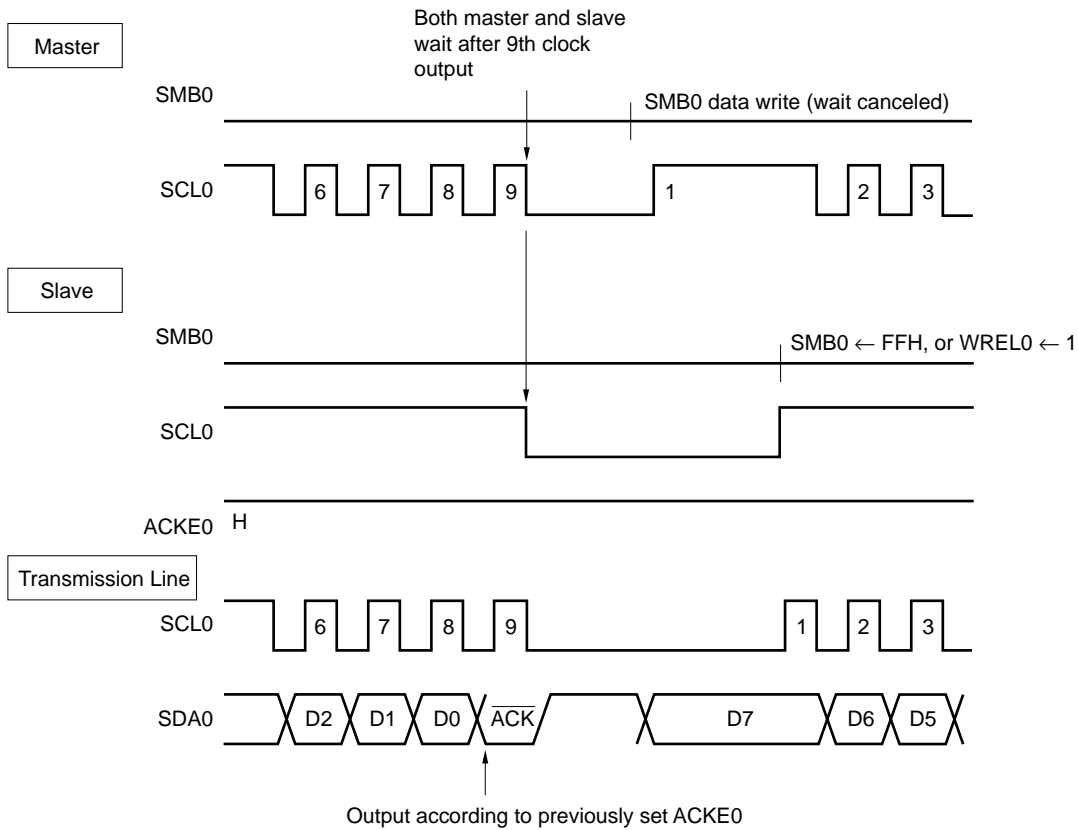 Both master and slave
wait after 9th clock
output
Master
SMB0
SMB0 data write (wait canceled)
SCL0
6 7 8 9 1 2 3
Slave
SMB0
SMB0 ← FFH, or WREL0 ← 1
SCL0
ACKE0 H
Transmission Line
SCL0
6 7 8 9 1 2 3
SDA0
D2 D1 D0 ACK D7 D6 D5
Output according to previously set ACKE0